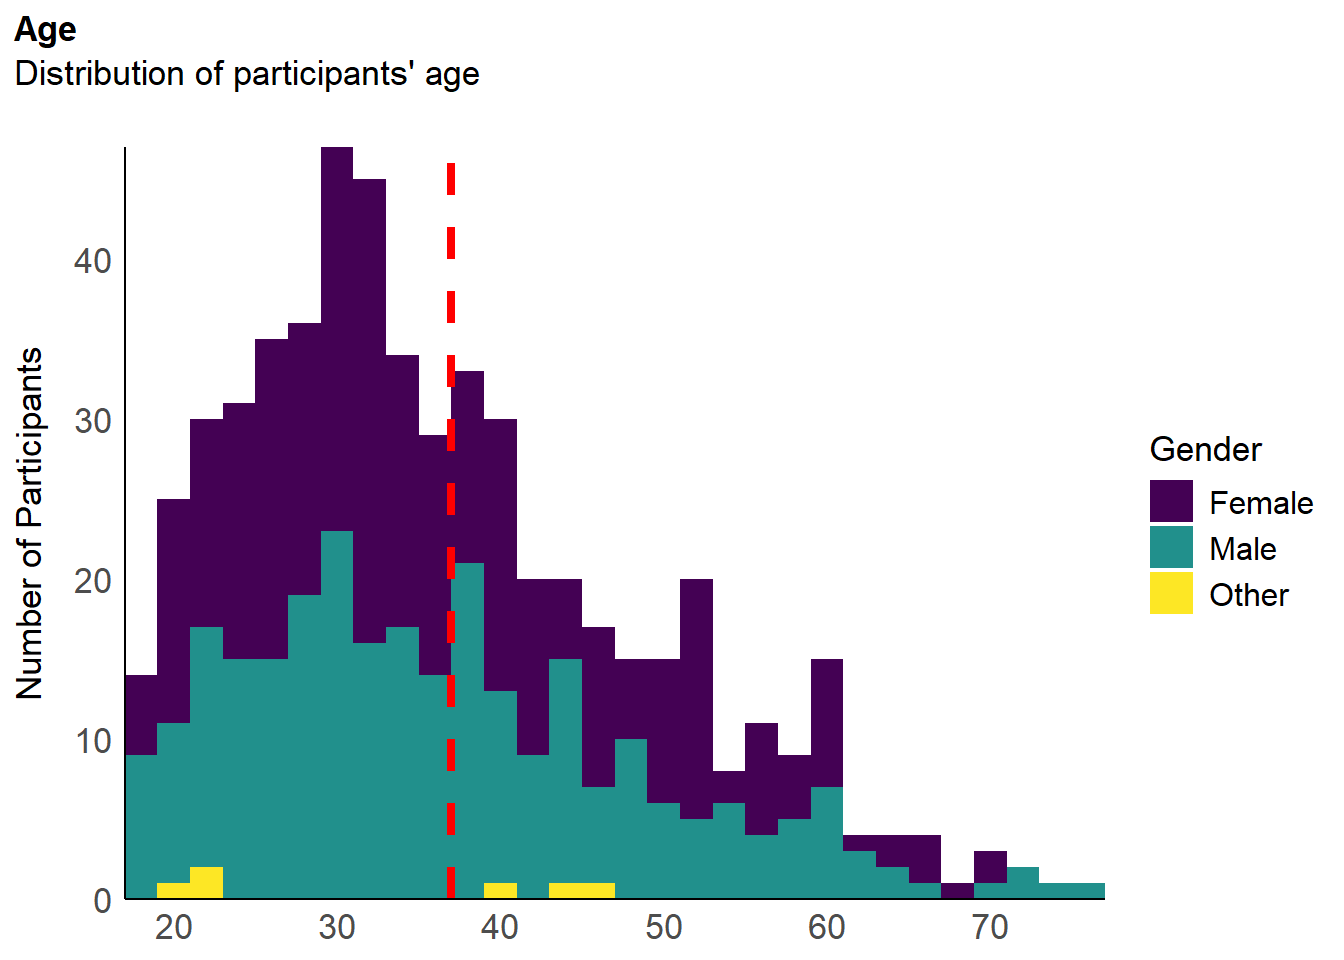 Age
Distribution of participants' age
Number of Participants
40
30
20
10
0
20 30 40 50 60 70
Gender
Female
Male
Other